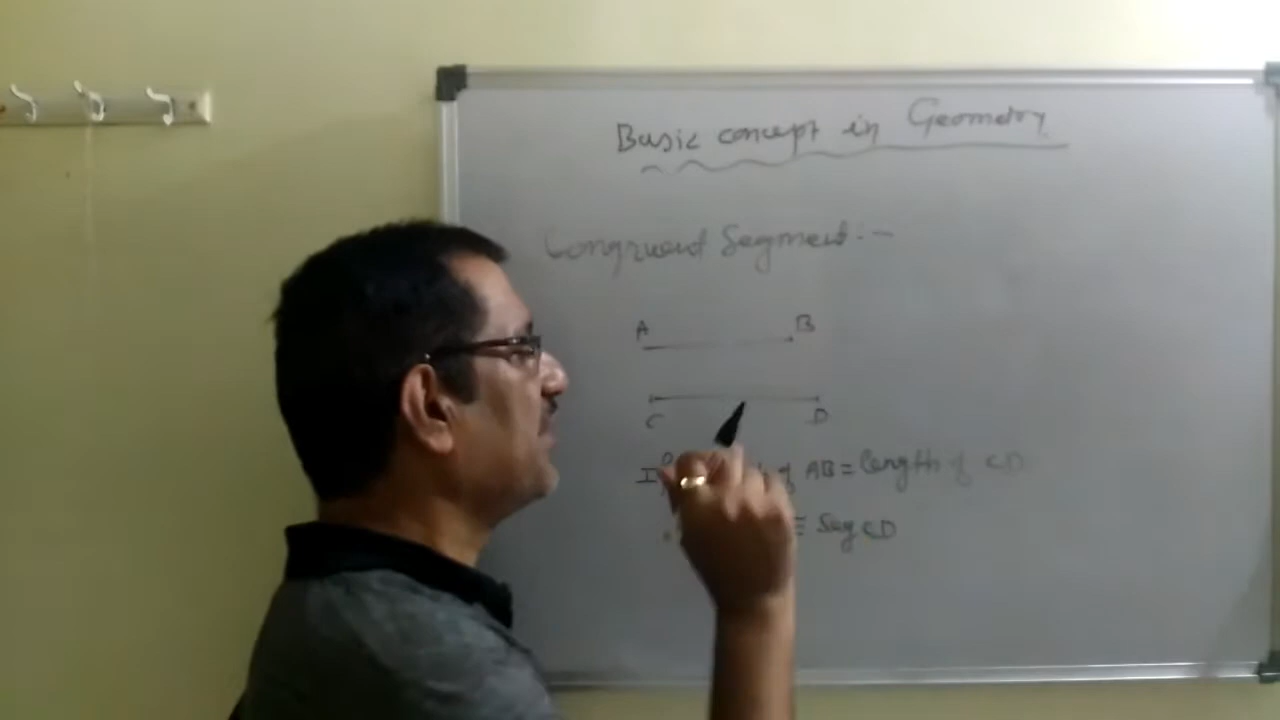 Basic concept in Geometry
Congruent Segment :-
A B
C D
If of AB = length of CD
≅ Seg CD